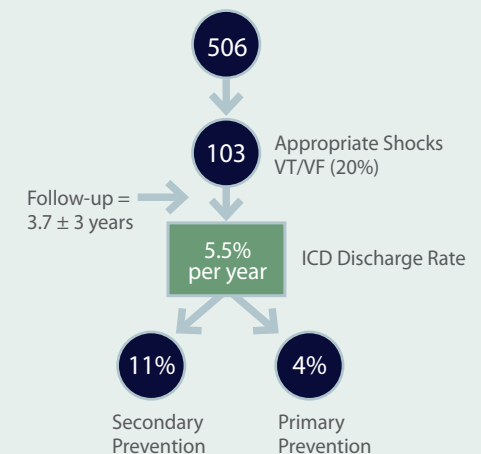 506
103
Appropriate Shocks
VT/VF (20%)
Follow-up =
3.7 ± 3 years
5.5%
per year
ICD Discharge Rate
11%
4%
Secondary
Prevention
Primary
Prevention